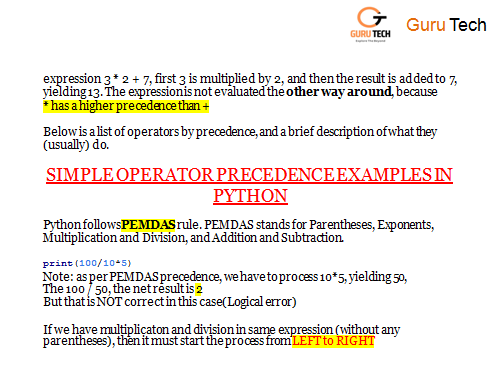 GURU TECH
Explore The Beyond
Guru Tech
expression 3 * 2 + 7, first 3 is multiplied by 2, and then the result is added to 7,
yielding 13. The expression is not evaluated the other way around, because
* has a higher precedence than +
Below is a list of operators by precedence, and a brief description of what they
(usually) do.
SIMPLE OPERATOR PRECEDENCE EXAMPLES IN
PYTHON
Python follows PEMDAS rule. PEMDAS stands for Parentheses, Exponents,
Multiplication and Division, and Addition and Subtraction.
print(100/10*5)
Note: as per PEMDAS precedence, we have to process 10*5, yielding 50,
The 100 / 50, the net result is 2
But that is NOT correct in this case(Logical error)
If we have multiplicaton and division in same expression (without any
parentheses), then it must start the process from LEFT to RIGHT